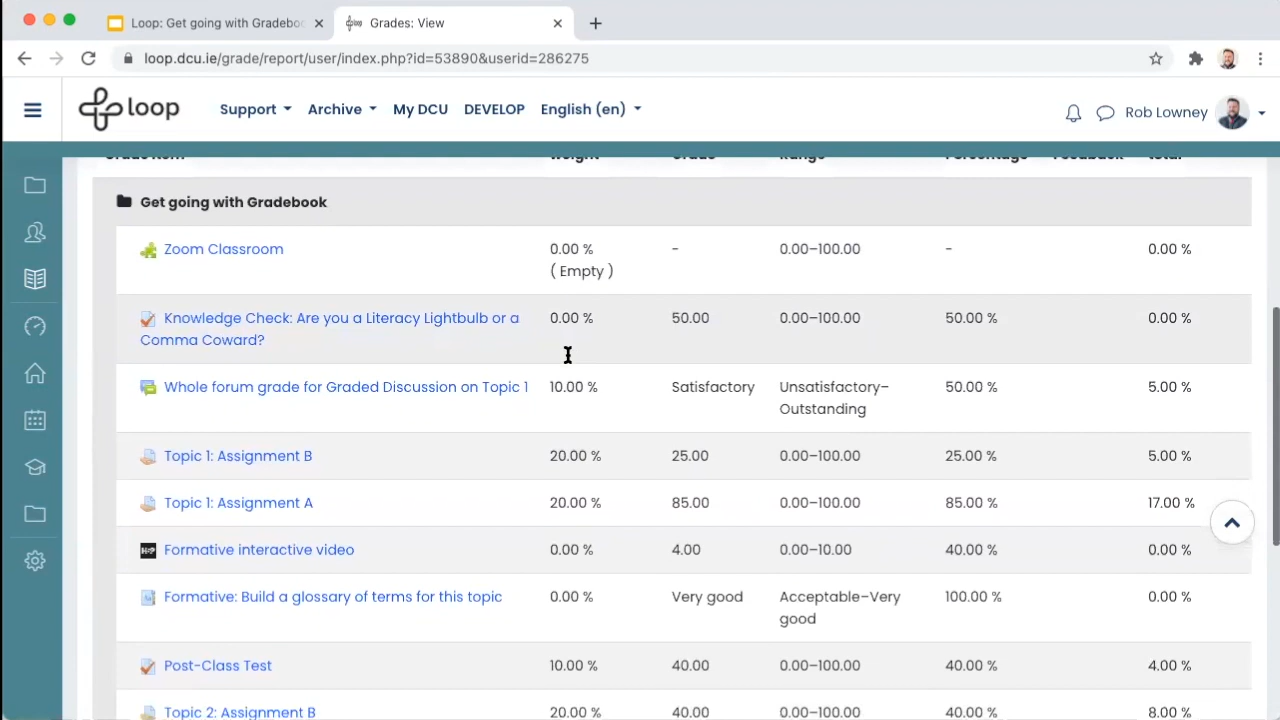 Loop: Get going with Gradeboo
Grades: View
loop.dcu.ie/grade/report/user/index.php?id=53890&userid=286275
loop
Support
Archive
My DCU
DEVELOP
English (en)
Rob Lowney
Grade item
Weight
Grade
Range
Percentage
Feedback
total
Get going with Gradebook
Zoom Classroom
0.00 %
( Empty )
-
0.00–100.00
-
0.00 %
Knowledge Check: Are you a Literacy Lightbulb or a
Comma Coward?
0.00 %
50.00
0.00–100.00
50.00 %
0.00 %
Whole forum grade for Graded Discussion on Topic 1
10.00 %
Satisfactory
Unsatisfactory–
Outstanding
50.00 %
5.00 %
Topic 1: Assignment B
20.00 %
25.00
0.00–100.00
25.00 %
5.00 %
Topic 1: Assignment A
20.00 %
85.00
0.00–100.00
85.00 %
17.00 %
H-P
Formative interactive video
0.00 %
4.00
0.00–10.00
40.00 %
0.00 %
Formative: Build a glossary of terms for this topic
0.00 %
Very good
Acceptable–Very
good
100.00 %
0.00 %
Post-Class Test
10.00 %
40.00
0.00–100.00
40.00 %
4.00 %
Topic 2: Assignment B
20.00 %
40.00
0.00–100.00
40.00 %
8.00 %